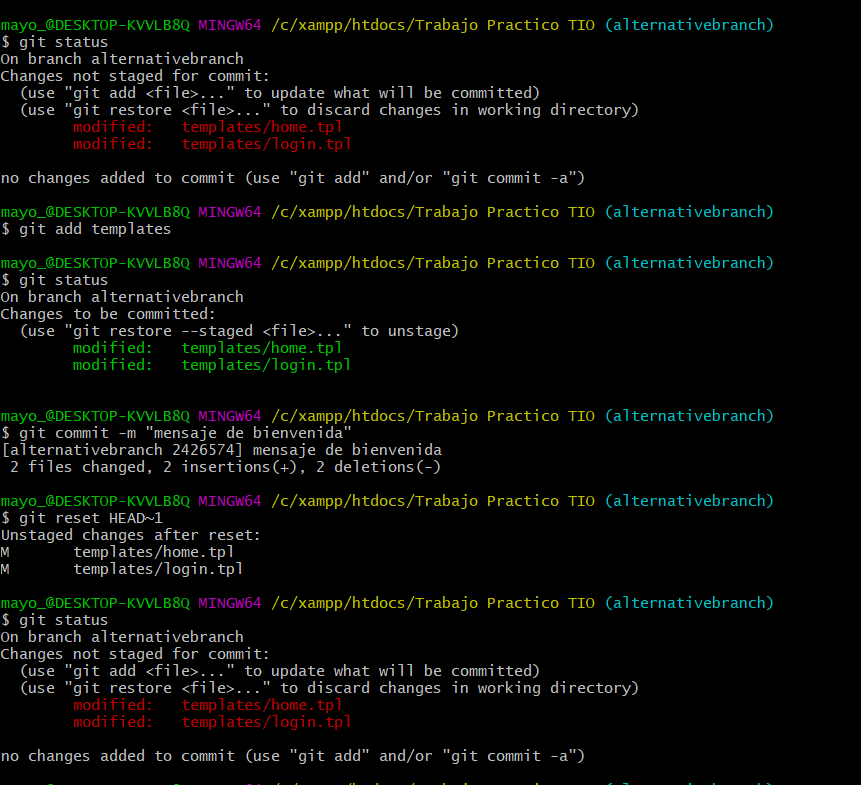 mayo_@DESKTOP-KVVLB8Q MINGW64 /c/xampp/htdocs/Trabajo Practico TIO (alternativebranch)
$ git status
On branch alternativebranch
Changes not staged for commit:
  (use "git add <file>..." to update what will be committed)
  (use "git restore <file>..." to discard changes in working directory)
        modified:   templates/home.tpl
        modified:   templates/login.tpl

no changes added to commit (use "git add" and/or "git commit -a")

mayo_@DESKTOP-KVVLB8Q MINGW64 /c/xampp/htdocs/Trabajo Practico TIO (alternativebranch)
$ git add templates

mayo_@DESKTOP-KVVLB8Q MINGW64 /c/xampp/htdocs/Trabajo Practico TIO (alternativebranch)
$ git status
On branch alternativebranch
Changes to be committed:
  (use "git restore --staged <file>..." to unstage)
        modified:   templates/home.tpl
        modified:   templates/login.tpl

mayo_@DESKTOP-KVVLB8Q MINGW64 /c/xampp/htdocs/Trabajo Practico TIO (alternativebranch)
$ git commit -m "mensaje de bienvenida"
[alternativebranch 2426574] mensaje de bienvenida
 2 files changed, 2 insertions(+), 2 deletions(-)

mayo_@DESKTOP-KVVLB8Q MINGW64 /c/xampp/htdocs/Trabajo Practico TIO (alternativebranch)
$ git reset HEAD~1
Unstaged changes after reset:
M       templates/home.tpl
M       templates/login.tpl

mayo_@DESKTOP-KVVLB8Q MINGW64 /c/xampp/htdocs/Trabajo Practico TIO (alternativebranch)
$ git status
On branch alternativebranch
Changes not staged for commit:
  (use "git add <file>..." to update what will be committed)
  (use "git restore <file>..." to discard changes in working directory)
        modified:   templates/home.tpl
        modified:   templates/login.tpl

no changes added to commit (use "git add" and/or "git commit -a")